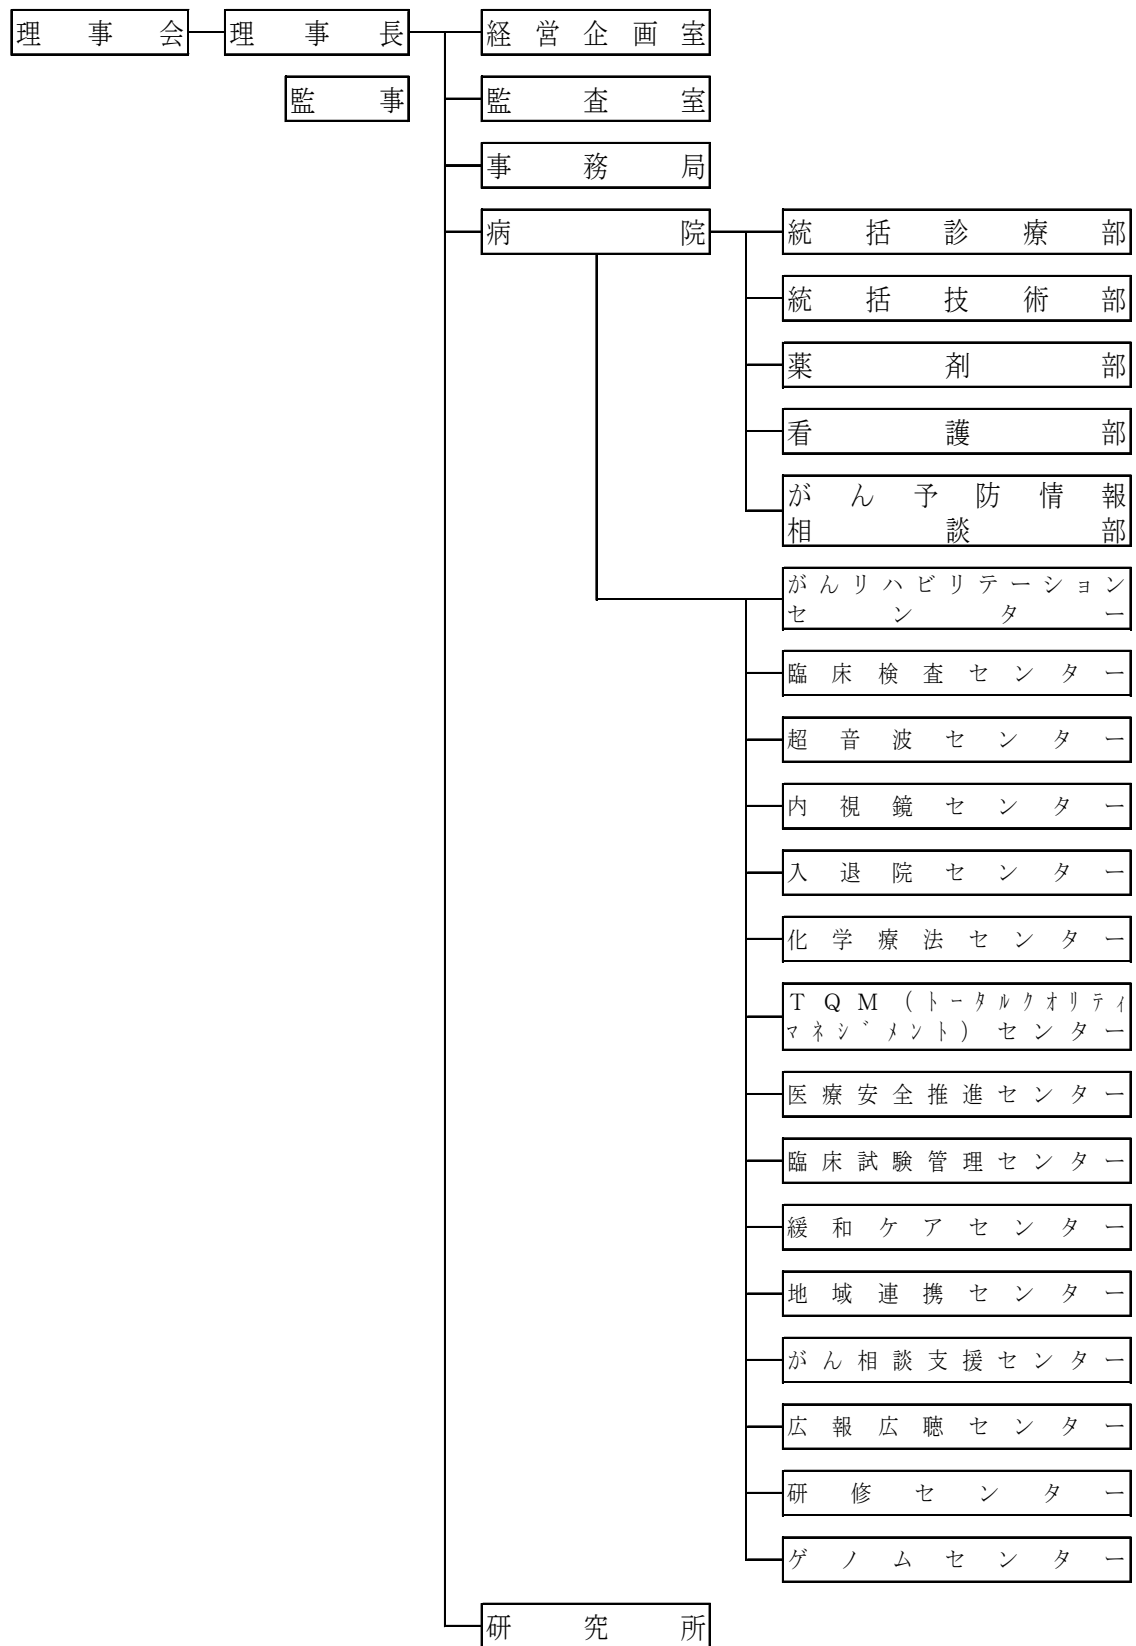 理事会
理事長
経営企画室
監事
監査室
事務局
病院
統括診療部
統括技術部
薬剤部
看護部
がん予防情報
相談部
がんリハビリテーション
センター
臨床検査センター
超音波センター
内視鏡センター
入退院センター
化学療法センター
TQM(トータルクオリティ
マネジメント)センター
医療安全推進センター
臨床試験管理センター
緩和ケアセンター
地域連携センター
がん相談支援センター
広報広聴センター
研修センター
ゲノムセンター
研究所